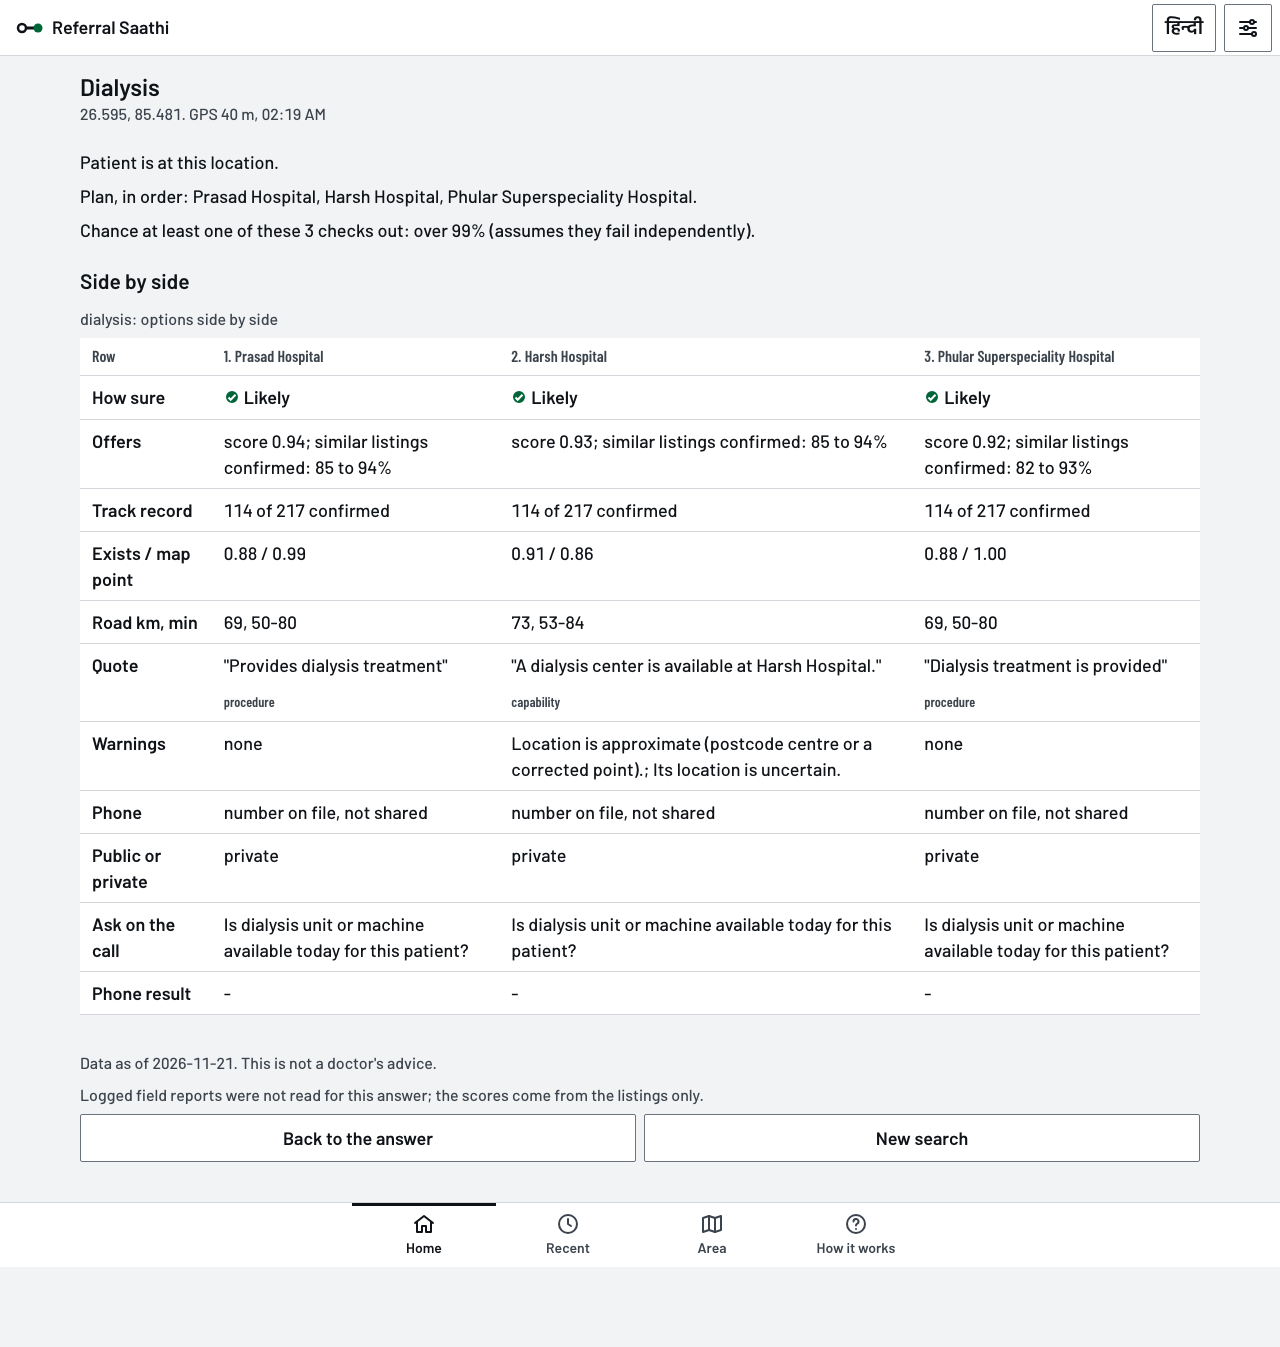 Referral Saathi
हिन्दी
Dialysis
26.595, 85.481. GPS 40 m, 02:19 AM
Patient is at this location.
Plan, in order: Prasad Hospital, Harsh Hospital, Phular Superspeciality Hospital.
Chance at least one of these 3 checks out: over 99% (assumes they fail independently).
Side by side
dialysis: options side by side
Row 1. Prasad Hospital 2. Harsh Hospital 3. Phular Superspeciality Hospital
How sure Likely Likely Likely
Offers score 0.94; similar listings score 0.93; similar listings confirmed: 85 to 94% score 0.92; similar listings
confirmed: 85 to 94% confirmed: 82 to 93%
Track record 114 of 217 confirmed 114 of 217 confirmed 114 of 217 confirmed
Exists / map 0.88 / 0.99 0.91 / 0.86 0.88 / 1.00
point
Road km, min 69, 50-80 73, 53-84 69, 50-80
Quote "Provides dialysis treatment" "A dialysis center is available at Harsh Hospital." "Dialysis treatment is provided"
procedure capability procedure
Warnings none Location is approximate (postcode centre or a none
corrected point).; Its location is uncertain.
Phone number on file, not shared number on file, not shared number on file, not shared
Public or private private private
private
Ask on the Is dialysis unit or machine Is dialysis unit or machine available today for this Is dialysis unit or machine
call available today for this patient? patient? available today for this patient?
Phone result - - -
Data as of 2026-11-21. This is not a doctor's advice.
Logged field reports were not read for this answer; the scores come from the listings only.
Back to the answer New search
Home Recent Area How it works